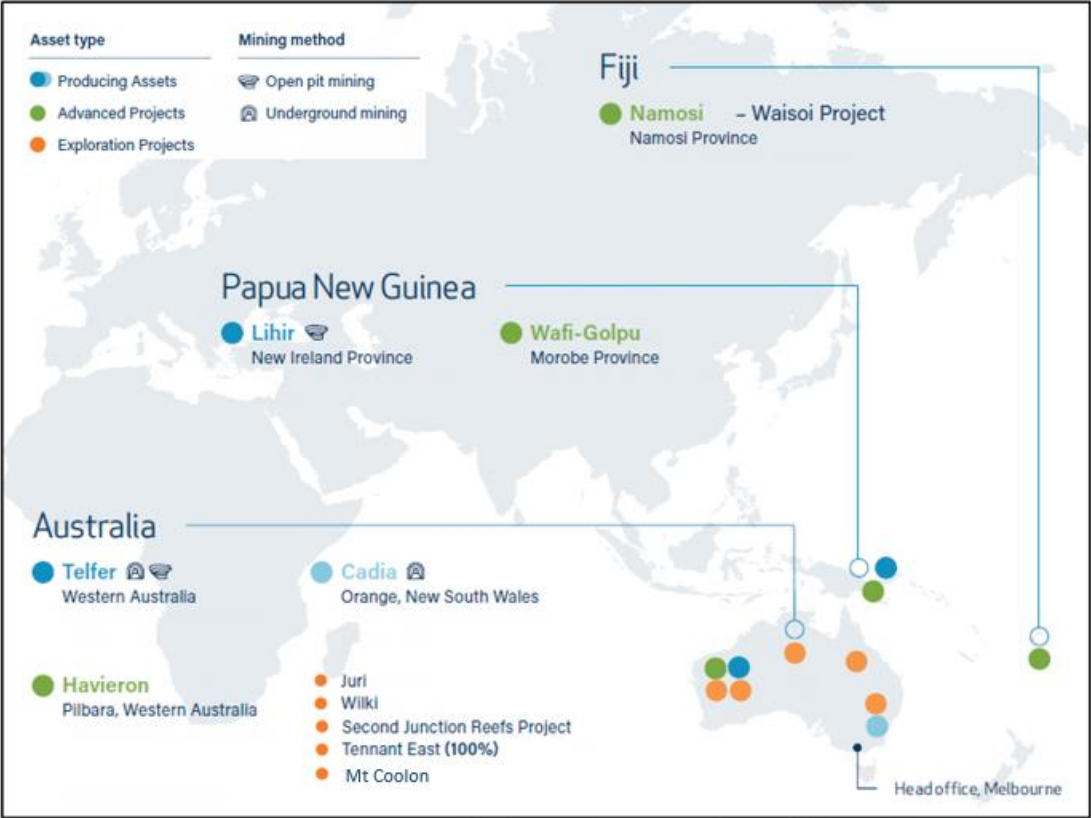 Asset type
Producing Assets
Advanced Projects
Exploration Projects
Mining method
Open pit mining
Underground mining
Fiji
Namosi – Waisoi Project
Namosi Province
Papua New Guinea
Lihir
New Ireland Province
Wafi-Golpu
Morobe Province
Australia
Telfer
Western Australia
Cadia
Orange, New South Wales
Havieron
Pilbara, Western Australia
Juri
Wilki
Second Junction Reefs Project
Tennant East (100%)
Mt Coolon
Head office, Melbourne